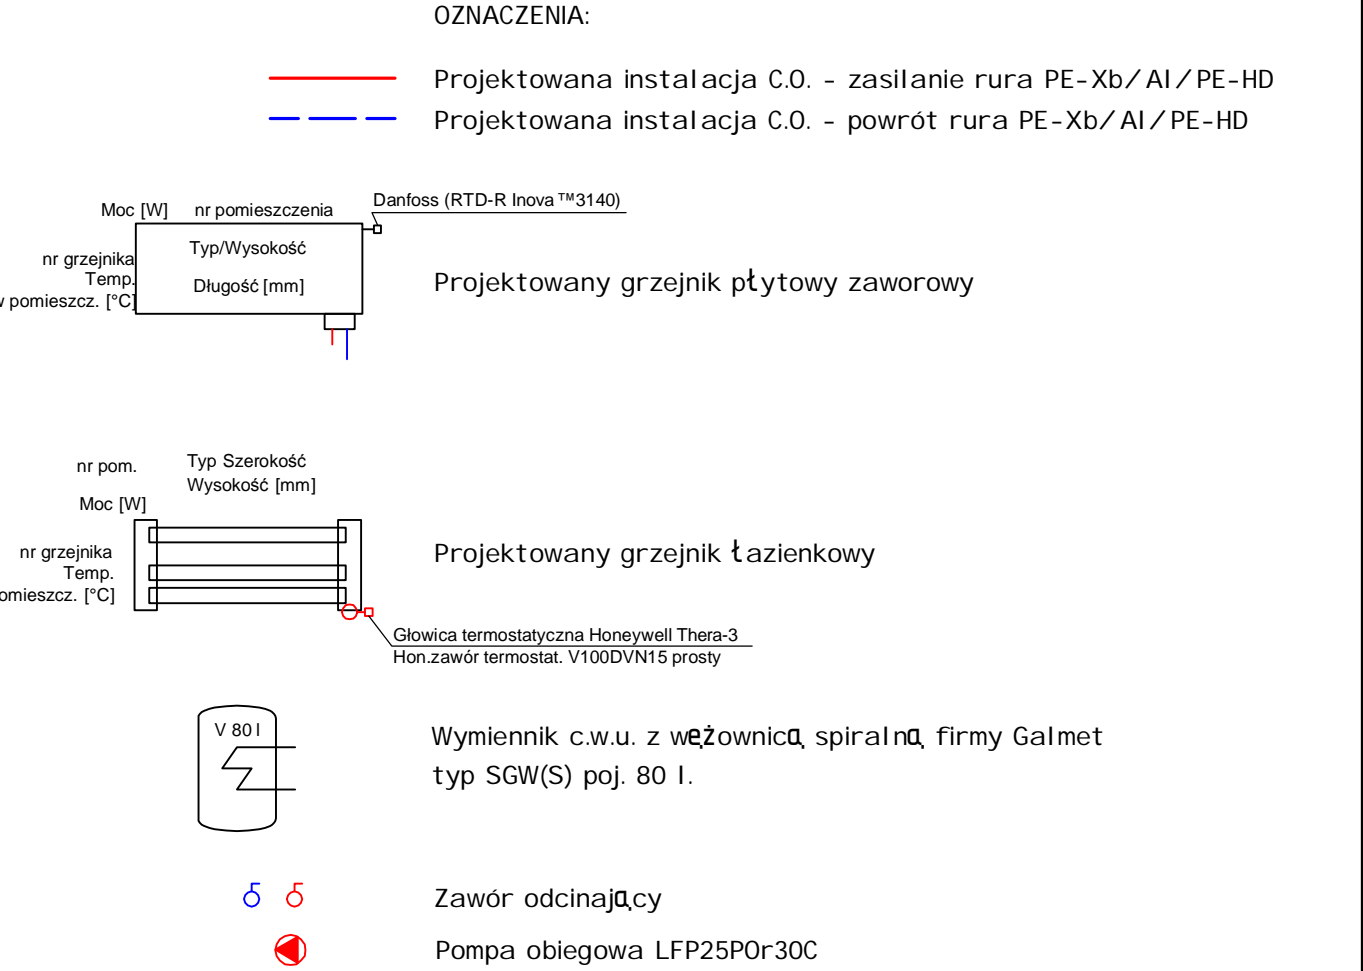 OZNACZENIA:
Projektowana instalacja C.O. - zasilanie rura PE-Xb/Al/PE-HD
Projektowana instalacja C.O. - powrót rura PE-Xb/Al/PE-HD
Danfoss (RTD-R Inova™3140)
Moc [W] nr pomieszczenia
Typ/Wysokość
nr grzejnika
Temp.
w pomieszcz. [°C]
Długość [mm]
Projektowany grzejnik płytowy zaworowy
nr pom.
Typ Szerokość
Wysokość [mm]
Moc [W]
nr grzejnika
Temp.
omieszcz. [°C]
Projektowany grzejnik łazienkowy
Głowica termostatyczna Honeywell Thera-3
Hon.zawór termostat. V100DVN15 prosty
V 80 l
Wymiennik c.w.u. z wężownicą spiralną firmy Galmet
typ SGW(S) poj. 80 l.
Zawór odcinający
Pompa obiegowa LFP25POr30C